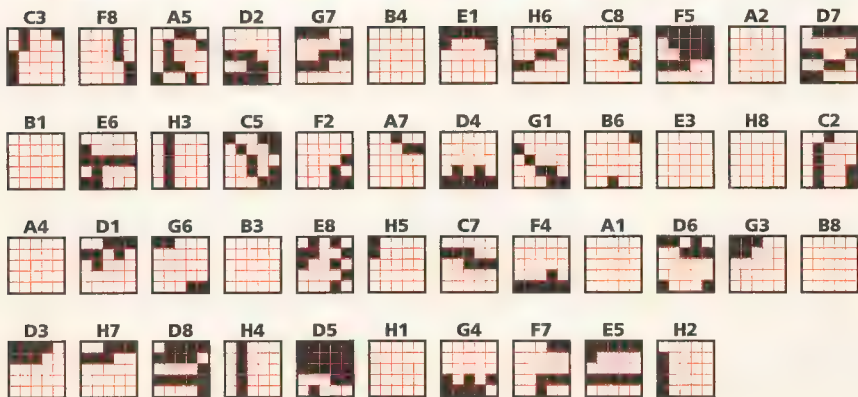 C3 F8 A5 D2 G7 B4 E1 H6 C8 F5 A2 D7
B1 E6 H3 C5 F2 A7 D4 G1 B6 E3 H8 C2
A4 D1 G6 B3 E8 H5 C7 F4 A1 D6 G3 B8
D3 H7 D8 H4 D5 H1 G4 F7 E5 H2